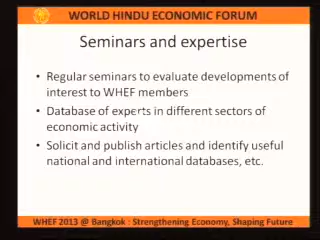 WORLD HINDU ECONOMIC FORUM
Seminars and expertise
• Regular seminars to evaluate developments of
interest to WHEF members
• Database of experts in different sectors of
economic activity
• Solicit and publish articles and identify useful
national and international databases, etc.
WHEF 2013 @ Bangkok : Strengthening Economy, Shaping Future